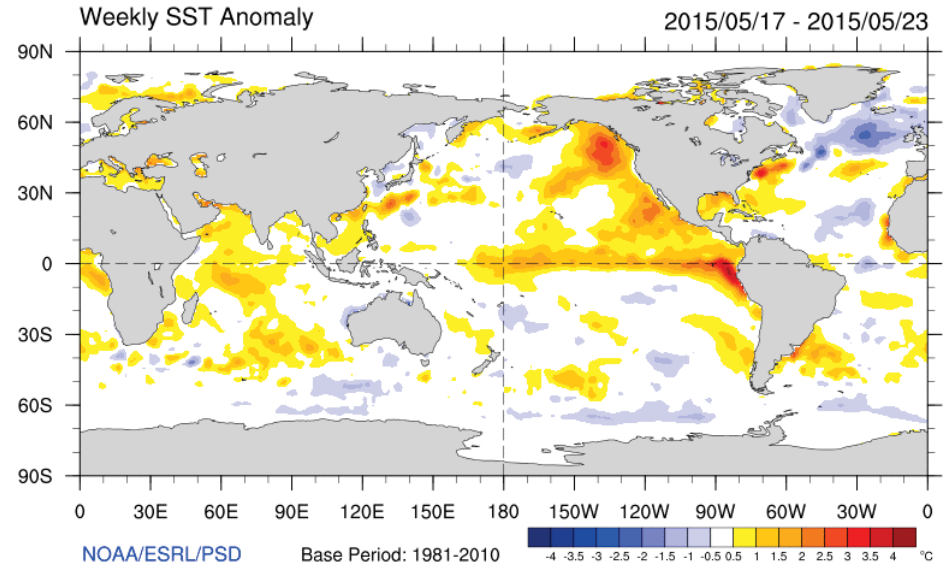 Weekly SST Anomaly 2015/05/17 - 2015/05/23
90N
60N
30N
0
30S
60S
90S
0 30E 60E 90E 120E 150E 180 150W 120W 90W 60W 30W 0
NOAA/ESRL/PSD Base Period: 1981-2010
-4 -3.5 -3 -2.5 -2 -1.5 -1 -0.5 0.5 1 1.5 2 2.5 3 3.5 4 °C